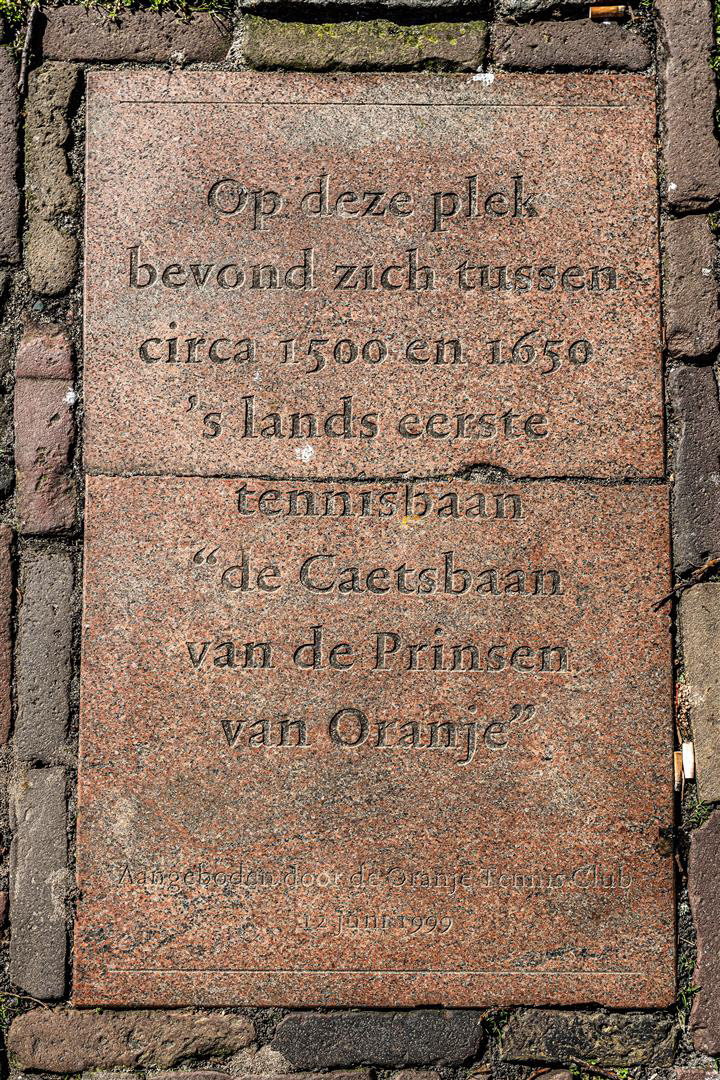 Op deze plek
bevond zich tussen
circa 1500 en 1650
’s lands eerste
tennisbaan
“de Caetsbaan
van de Prinsen
van Oranje”
Aangeboden door de Oranje Tennis Club
12 juni 1999